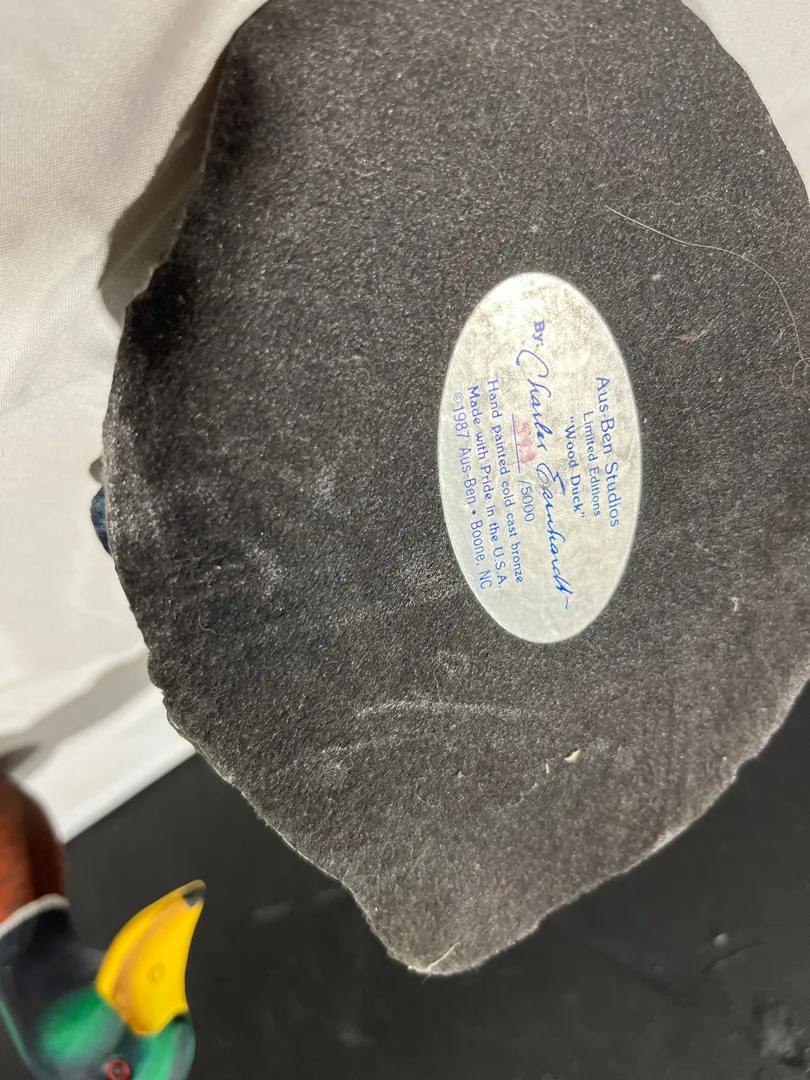 Aus-Ben Studios
Limited Editions
"Wood Duck"
By: Charles Earnhardt
/5000
Hand painted cold cast bronze
Made with Pride in the U.S.A.
©1987 Aus-Ben • Boone, NC